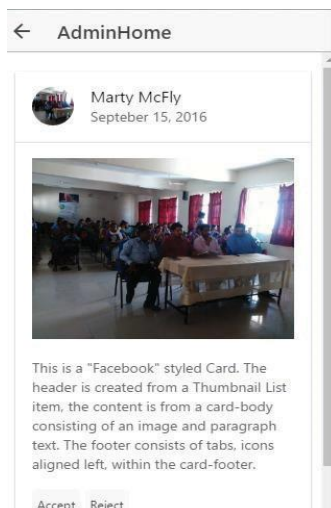 AdminHome
Marty McFly
Septeber 15, 2016
This is a "Facebook" styled Card. The
header is created from a Thumbnail List
item, the content is from a card-body
consisting of an image and paragraph
text. The footer consists of tabs, icons
aligned left, within the card-footer.
Accept Reject